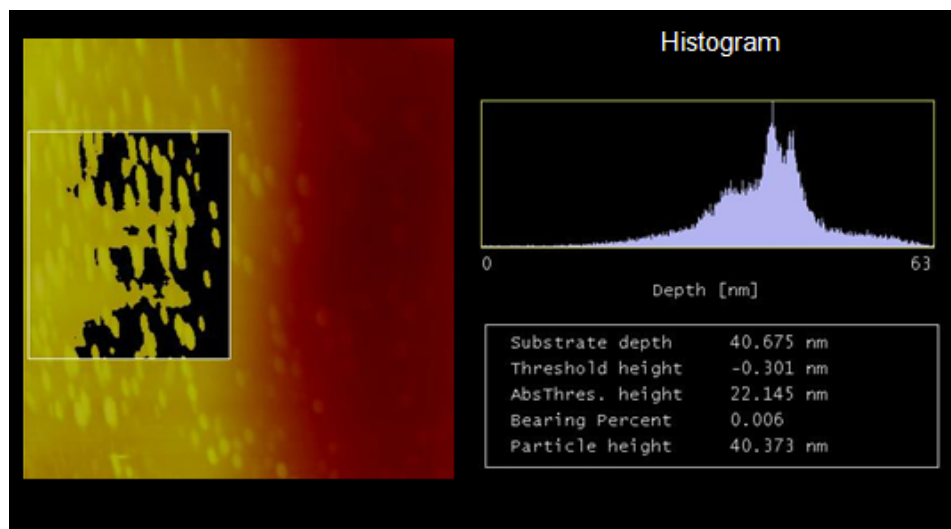 Histogram
0 63
Depth [nm]
Substrate depth 40.675 nm
Threshold height -0.301 nm
AbsThres. height 22.145 nm
Bearing Percent 0.006
Particle height 40.373 nm